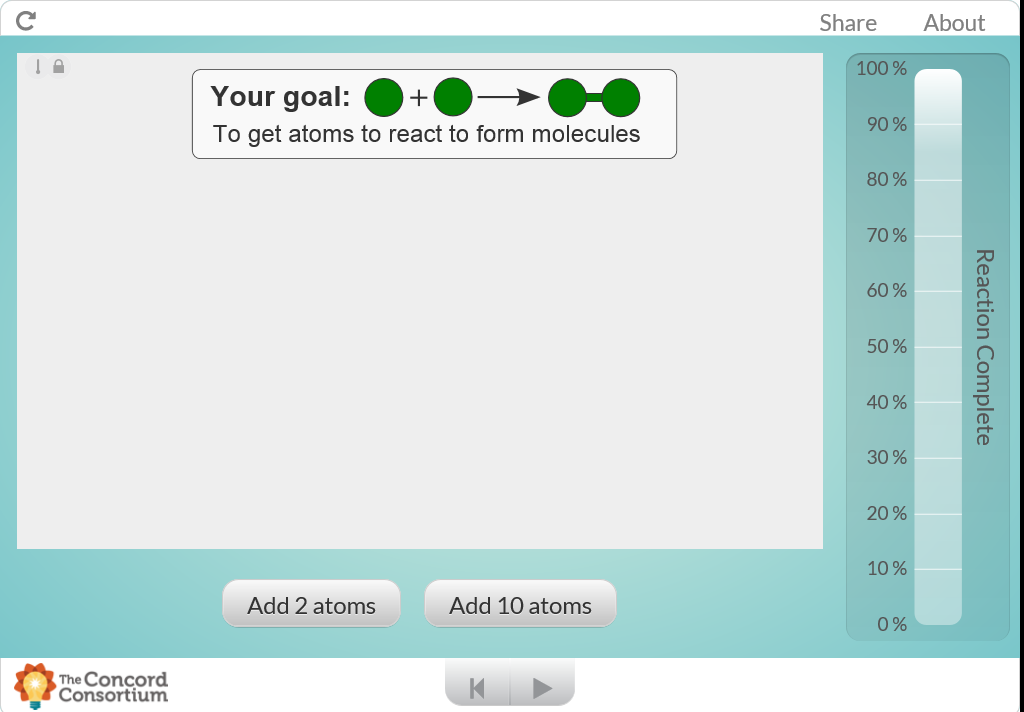 Share About
Your goal: +
To get atoms to react to form molecules
100 %
90 %
80 %
70 %
60 %
50 %
40 %
30 %
20 %
10 %
0 %
Reaction Complete
Add 2 atoms Add 10 atoms
The Concord
Consortium